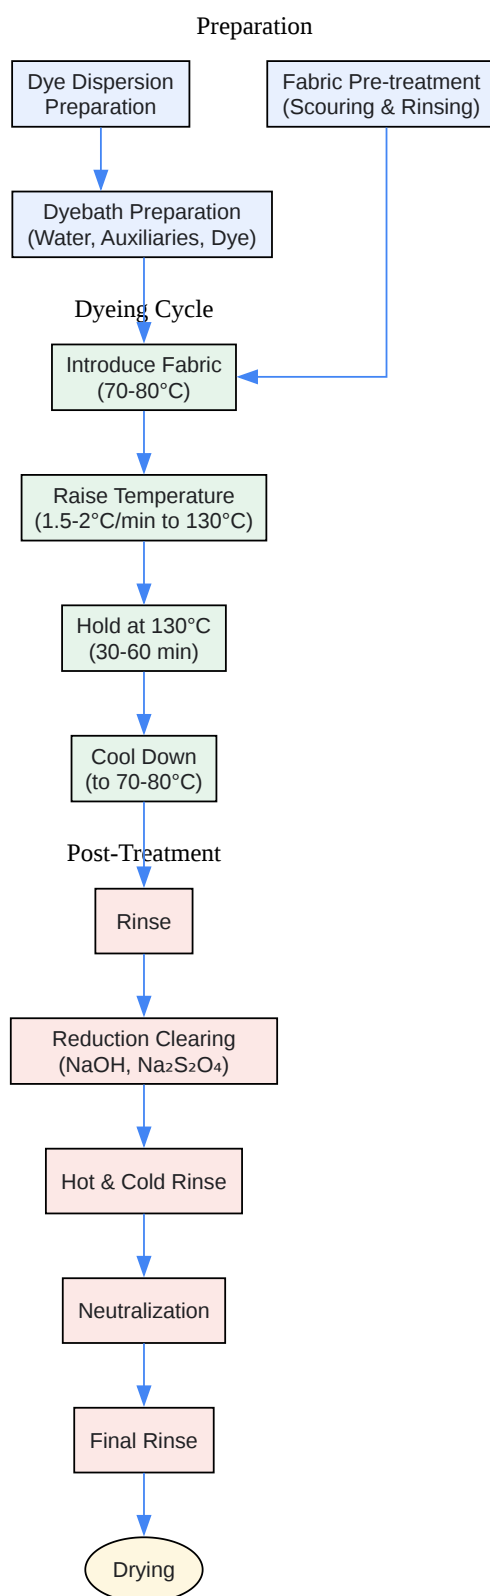 Preparation
Dye Dispersion
Preparation
Fabric Pre-treatment
(Scouring & Rinsing)
Dyebath Preparation
(Water, Auxiliaries, Dye)
Dyeing Cycle
Introduce Fabric
(70-80°C)
Raise Temperature
(1.5-2°C/min to 130°C)
Hold at 130°C
(30-60 min)
Cool Down
(to 70-80°C)
Post-Treatment
Rinse
Reduction Clearing
(NaOH, Na₂S₂O₄)
Hot & Cold Rinse
Neutralization
Final Rinse
Drying